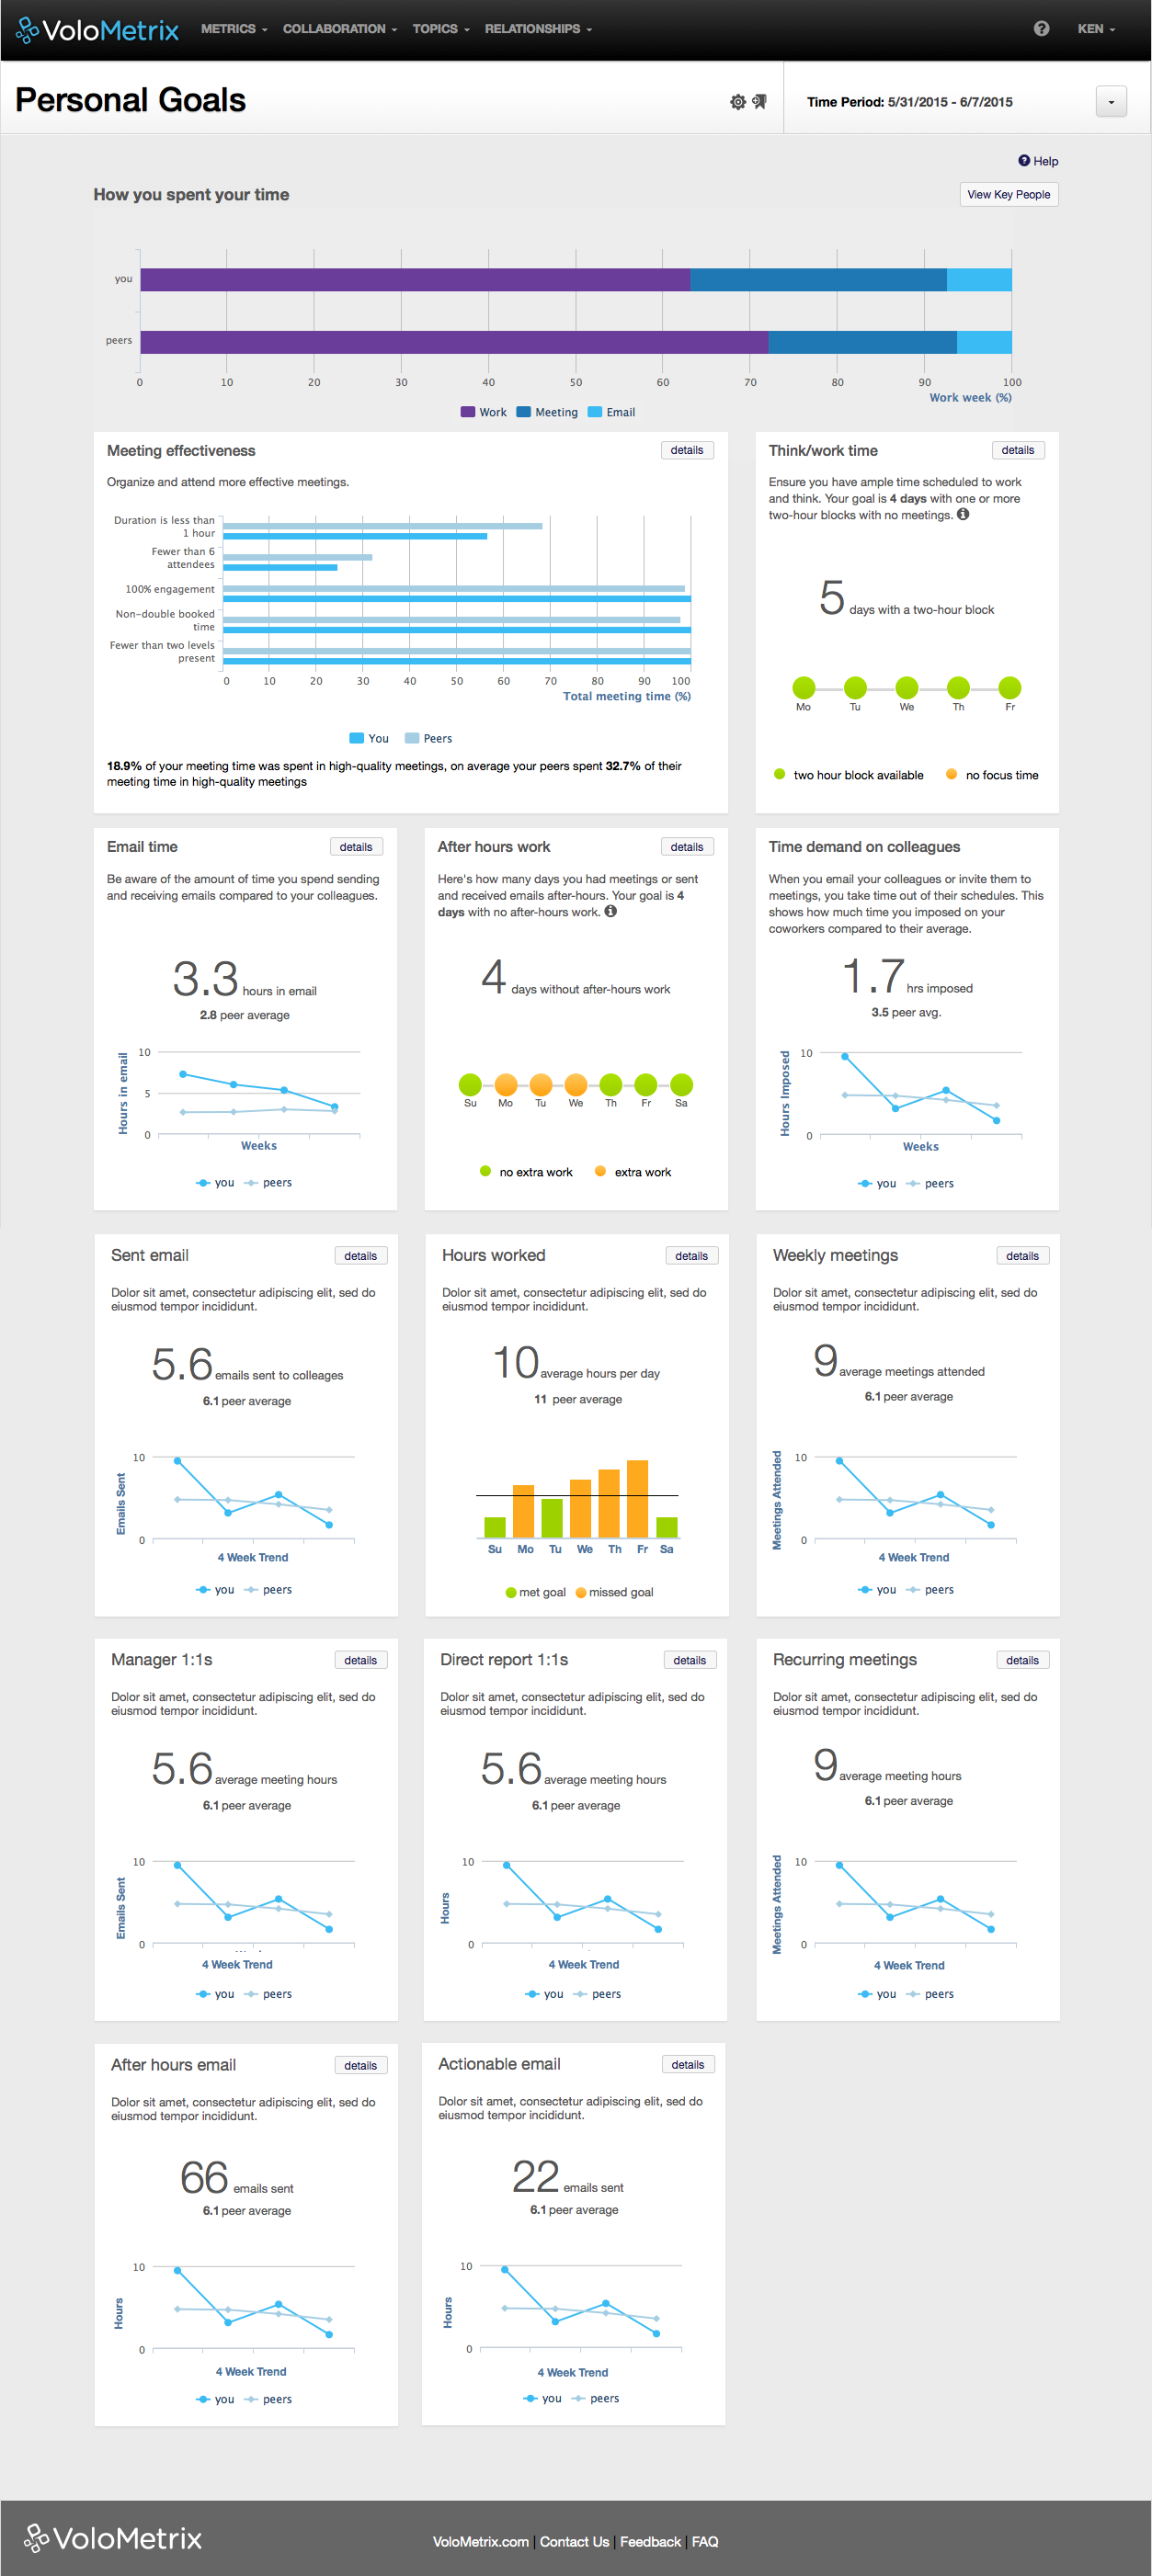 VoloMetrix METRICS COLLABORATION TOPICS RELATIONSHIPS ? KEN
Personal Goals
Time Period: 5/31/2015 - 6/7/2015
? Help
How you spent your time
View Key People
you
peers
0 10 20 30 40 50 60 70 80 90 100
Work week (%)
Work Meeting Email
Meeting effectiveness
details
Organize and attend more effective meetings.
Duration is less than
1 hour
Fewer than 6
attendees
100% engagement
Non-double booked
time
Fewer than two levels
present
0 10 20 30 40 50 60 70 80 90 100
Total meeting time (%)
You Peers
18.9% of your meeting time was spent in high-quality meetings, on average your peers spent 32.7% of their
meeting time in high-quality meetings
Think/work time
details
Ensure you have ample time scheduled to work
and think. Your goal is 4 days with one or more
two-hour blocks with no meetings. i
5 days with a two-hour block
Mo Tu We Th Fr
two hour block available no focus time
Email time
details
Be aware of the amount of time you spend sending
and receiving emails compared to your colleagues.
3.3 hours in email
2.8 peer average
Hours in email
10
5
0
Weeks
you peers
After hours work
details
Here's how many days you had meetings or sent
and received emails after-hours. Your goal is 4
days with no after-hours work. i
4 days without after-hours work
Su Mo Tu We Th Fr Sa
no extra work extra work
Time demand on colleagues
When you email your colleagues or invite them to
meetings, you take time out of their schedules. This
shows how much time you imposed on your
coworkers compared to their average.
1.7 hrs imposed
3.5 peer avg.
Hours Imposed
10
0
Weeks
you peers
Sent email
details
Dolor sit amet, consectetur adipiscing elit, sed do
eiusmod tempor incididunt.
5.6 emails sent to colleages
6.1 peer average
Emails Sent
10
0
4 Week Trend
you peers
Hours worked
details
Dolor sit amet, consectetur adipiscing elit, sed do
eiusmod tempor incididunt.
10 average hours per day
11 peer average
Su Mo Tu We Th Fr Sa
met goal missed goal
Weekly meetings
details
Dolor sit amet, consectetur adipiscing elit, sed do
eiusmod tempor incididunt.
9 average meetings attended
6.1 peer average
Meetings Attended
10
0
4 Week Trend
you peers
Manager 1:1s
details
Dolor sit amet, consectetur adipiscing elit, sed do
eiusmod tempor incididunt.
5.6 average meeting hours
6.1 peer average
Emails Sent
10
0
4 Week Trend
you peers
Direct report 1:1s
details
Dolor sit amet, consectetur adipiscing elit, sed do
eiusmod tempor incididunt.
5.6 average meeting hours
6.1 peer average
Hours
10
0
4 Week Trend
you peers
Recurring meetings
details
Dolor sit amet, consectetur adipiscing elit, sed do
eiusmod tempor incididunt.
9 average meeting hours
6.1 peer average
Meetings Attended
10
0
4 Week Trend
you peers
After hours email
details
Dolor sit amet, consectetur adipiscing elit, sed do
eiusmod tempor incididunt.
66 emails sent
6.1 peer average
Hours
10
0
4 Week Trend
you peers
Actionable email
details
Dolor sit amet, consectetur adipiscing elit, sed do
eiusmod tempor incididunt.
22 emails sent
6.1 peer average
Hours
10
0
4 Week Trend
you peers
VoloMetrix
VoloMetrix.com | Contact Us | Feedback | FAQ